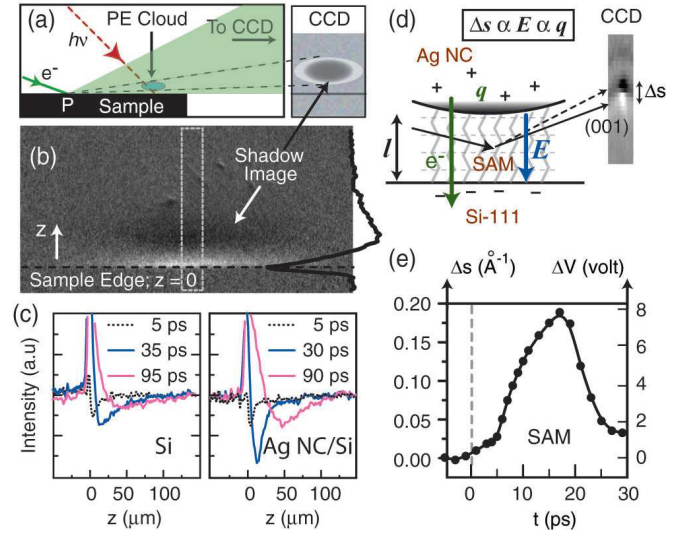 (a)
hν
PE Cloud
To CCD
e-
P
Sample
CCD
(b)
Shadow
Image
z
Sample Edge; z = 0
(c)
Intensity (a.u)
5 ps
35 ps
95 ps
Si
0 50 100
z (μm)
5 ps
30 ps
90 ps
Ag NC/Si
0 50 100
z (μm)
(d)
Δs ∝ E ∝ q
CCD
Ag NC
+ + + + +
q
Δs
(001)
l
e-
SAM
E
Si-111
(e)
Δs (Å⁻¹)
ΔV (volt)
0.20
0.15
0.10
0.05
0.00
8
6
4
2
0
SAM
0 10 20 30
t (ps)